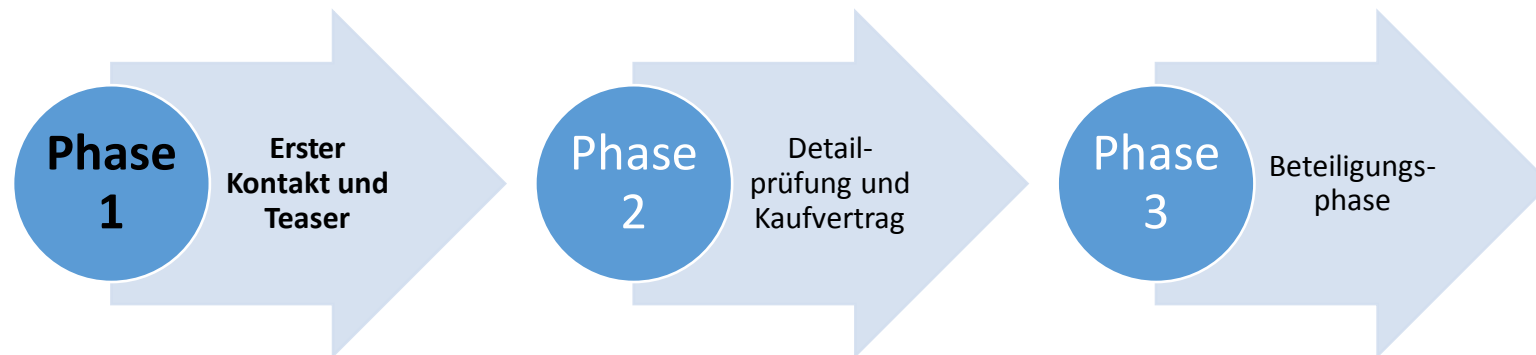 Phase
1
Erster
Kontakt und
Teaser
Phase
2
Detail-
prüfung und
Kaufvertrag
Phase
3
Beteiligungs-
phase